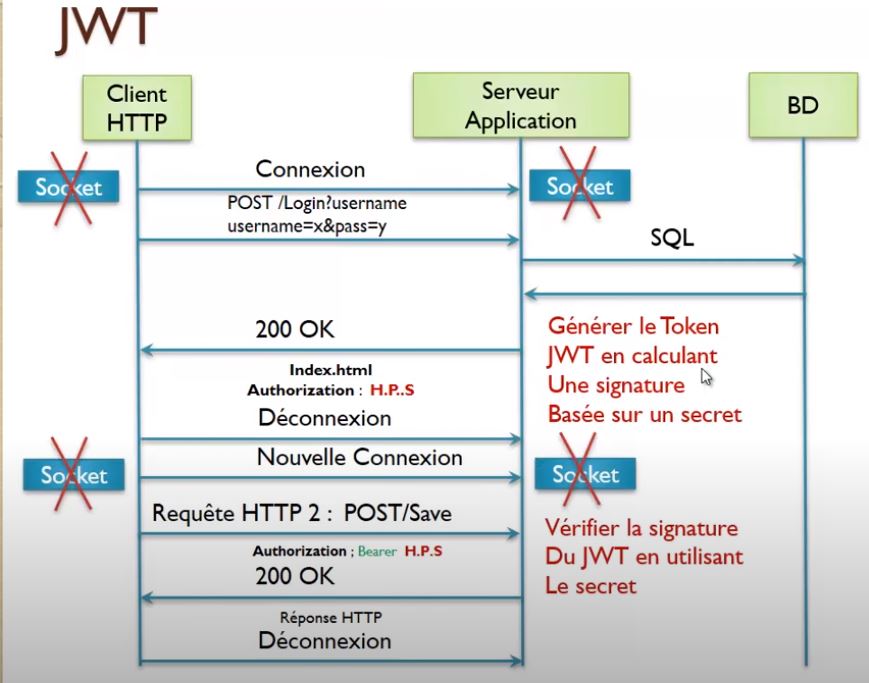 JWT
Client
HTTP
Serveur
Application
BD
Socket
Connexion
Socket
POST /Login?username
username=x&pass=y
SQL
200 OK
Générer le Token
JWT en calculant
Une signature
Basée sur un secret
Index.html
Authorization : H.P..S
Déconnexion
Nouvelle Connexion
Socket
Socket
Requête HTTP 2 : POST/Save
Vérifier la signature
Du JWT en utilisant
Le secret
Authorization ; Bearer H.P.S
200 OK
Réponse HTTP
Déconnexion